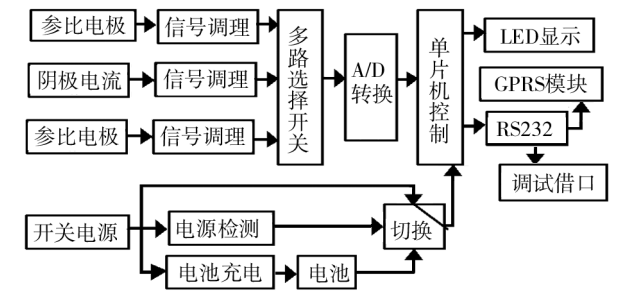 参比电极
信号调理
阴极电流
信号调理
参比电极
信号调理
多路选择开关
A/D
转换
单片机控制
LED显示
GPRS模块
RS232
调试借口
开关电源
电源检测
切换
电池充电
电池